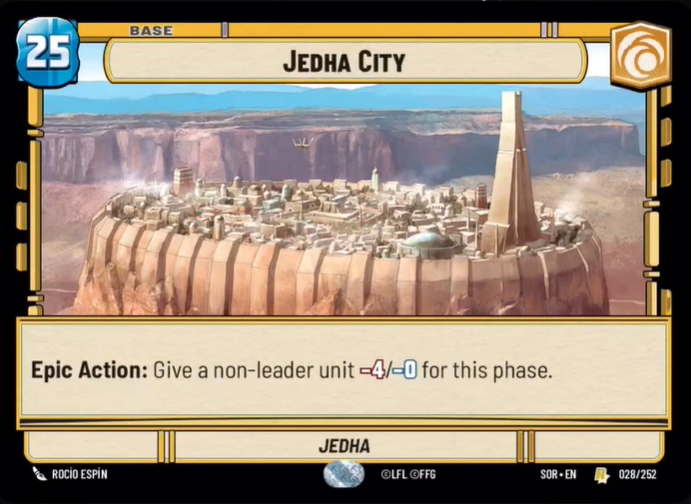 BASE
25
JEDHA CITY
Epic Action: Give a non-leader unit -4/-0 for this phase.
JEDHA
ROCÍO ESPÍN
©LFL ©FFG
SOR • EN
028/252